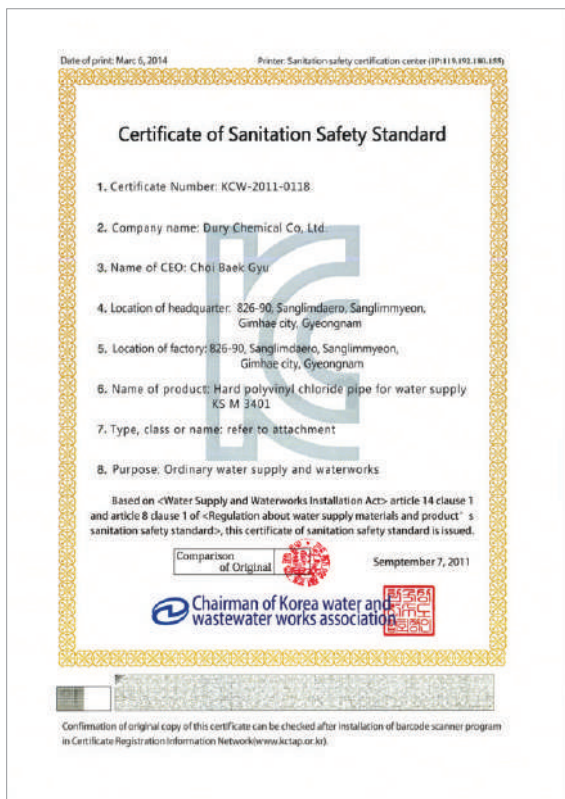 Date of print: Marc 6, 2014
Printer: Sanitation safety certification center (IP:119.192.180.155)
Certificate of Sanitation Safety Standard
1. Certificate Number: KCW-2011-0118
2. Company name: Dury Chemical Co, Ltd.
3. Name of CEO: Choi Baek Gyu
4. Location of headquarter: 826-90, Sanglimdaero, Sanglimmyeon,
Gimhae city, Gyeongnam
5. Location of factory: 826-90, Sanglimdaero, Sanglimmyeon,
Gimhae city, Gyeongnam
6. Name of product: Hard polyvinyl chloride pipe for water supply
KS M 3401
7. Type, class or name: refer to attachment
8. Purpose: Ordinary water supply and waterworks
Based on <Water Supply and Waterworks Installation Act> article 14 clause 1
and article 8 clause 1 of <Regulation about water supply materials and product' s
sanitation safety standard>, this certificate of sanitation safety standard is issued.
Comparison
of Original
Semptember 7, 2011
Chairman of Korea water and
wastewater works association
Confirmation of original copy of this certificate can be checked after installation of barcode scanner program
in Certificate Registration Information Network(www.kctap.or.kr).